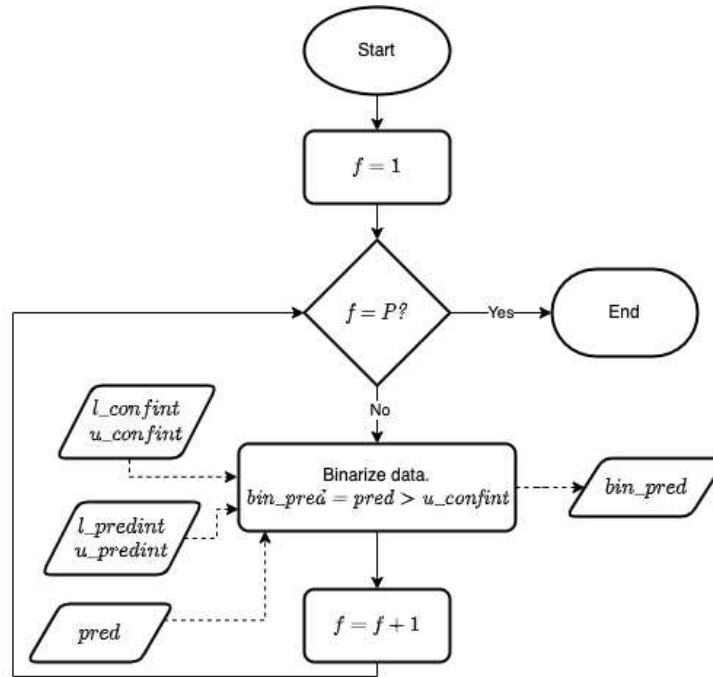 Start
f = 1
f = P?
Yes
End
No
l_confint
u_confint
Binarize data.
bin_pred = pred > u_confint
bin_pred
l_predint
u_predint
pred
f = f + 1